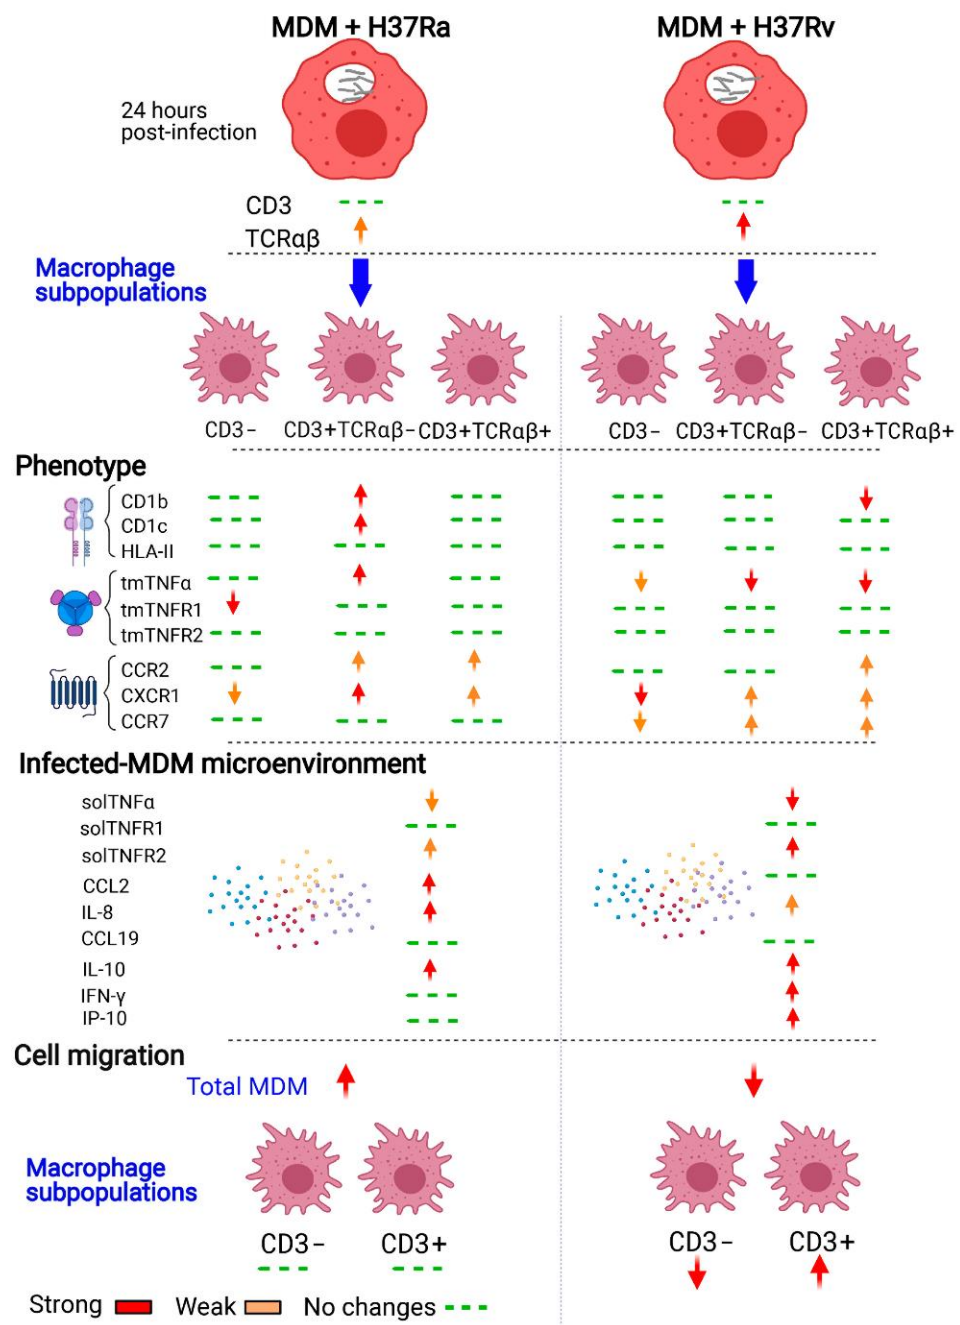 MDM + H37Ra
MDM + H37Rv
24 hours
post-infection
CD3
TCRαβ
Macrophage
subpopulations
CD3–
CD3+TCRαβ–
CD3+TCRαβ+
CD3–
CD3+TCRαβ–
CD3+TCRαβ+
Phenotype
CD1b
CD1c
HLA-II
tmTNFα
tmTNFR1
tmTNFR2
CCR2
CXCR1
CCR7
Infected-MDM microenvironment
solTNFα
solTNFR1
solTNFR2
CCL2
IL-8
CCL19
IL-10
IFN-γ
IP-10
Cell migration
Total MDM
Macrophage
subpopulations
CD3–
CD3+
CD3–
CD3+
Strong
Weak
No changes